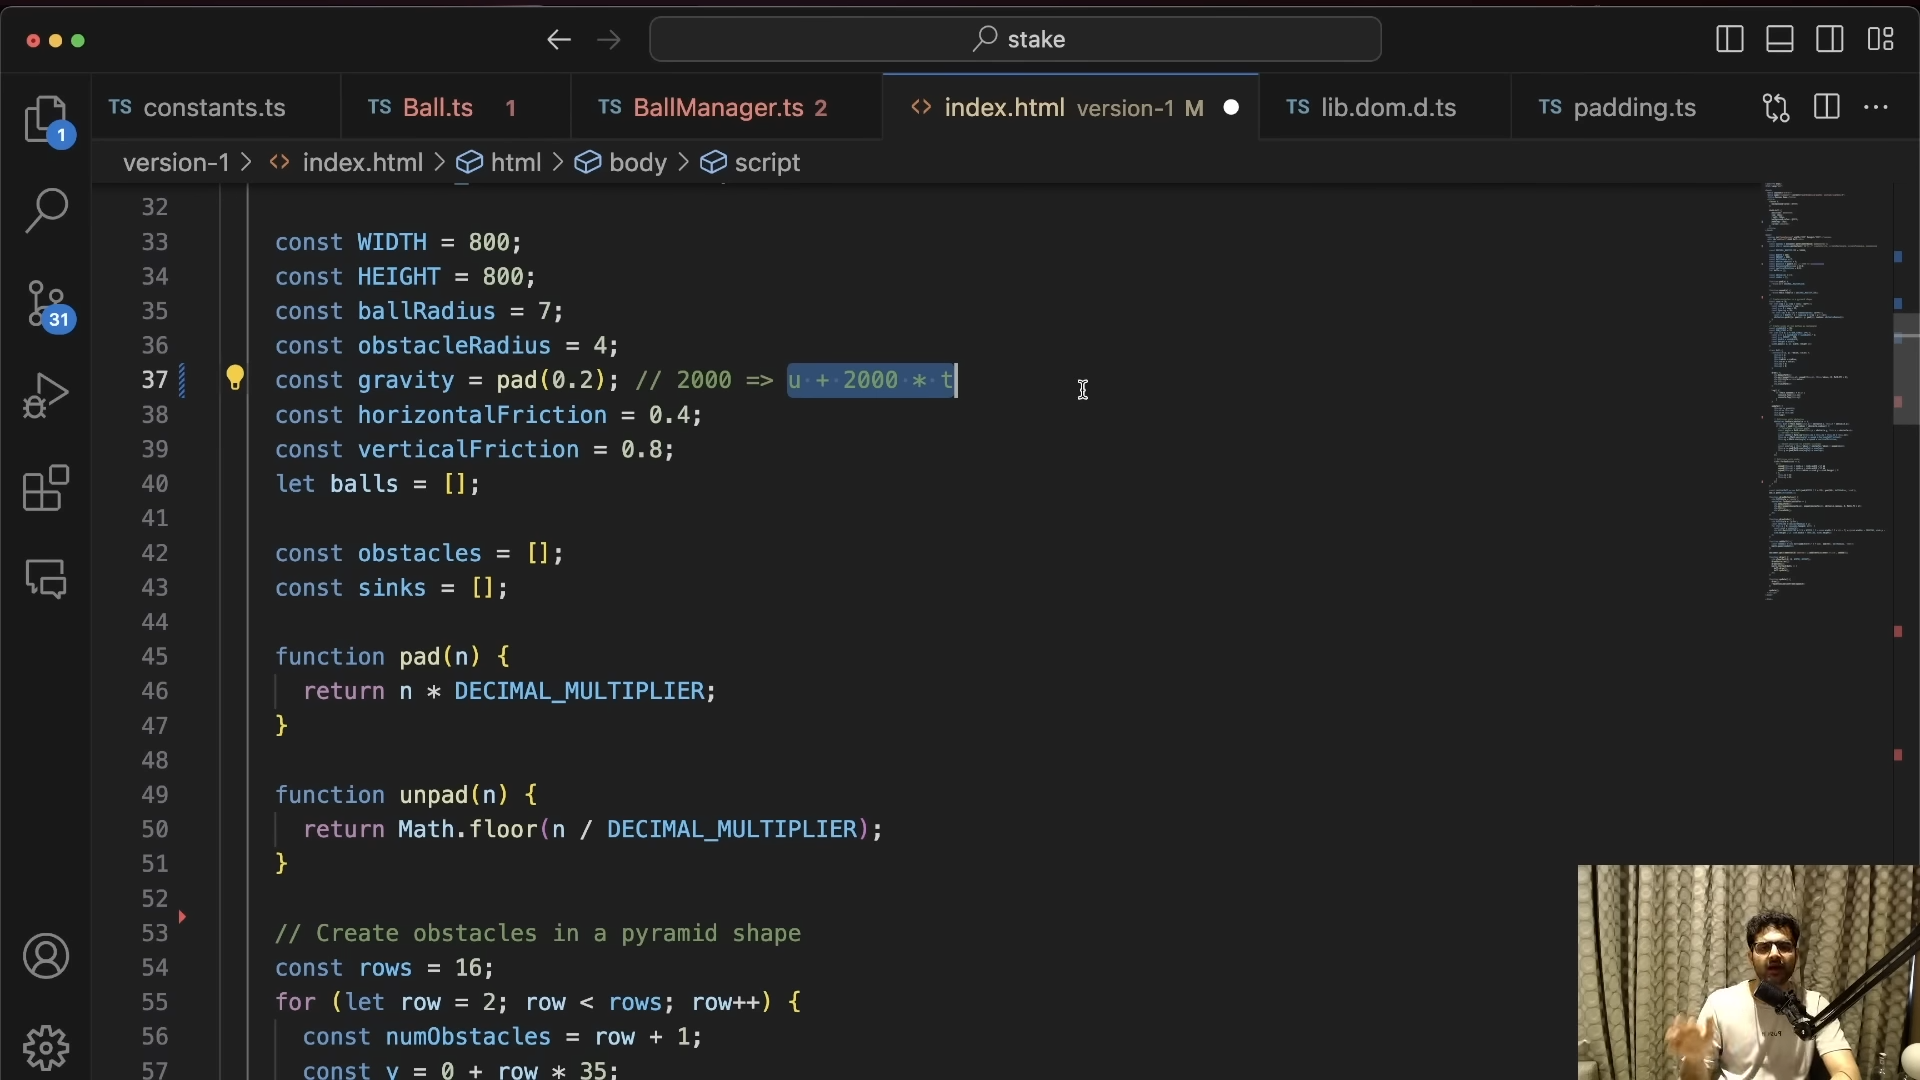 stake
TS constants.ts
TS Ball.ts 1
TS BallManager.ts 2
<> index.html version-1 M
TS lib.dom.d.ts
TS padding.ts
version-1 > <> index.html > html > body > script
1
31
32
33 const WIDTH = 800;
34 const HEIGHT = 800;
35 const ballRadius = 7;
36 const obstacleRadius = 4;
37 const gravity = pad(0.2); // 2000 => u + 2000 * t
38 const horizontalFriction = 0.4;
39 const verticalFriction = 0.8;
40 let balls = [];
41
42 const obstacles = [];
43 const sinks = [];
44
45 function pad(n) {
46 return n * DECIMAL_MULTIPLIER;
47 }
48
49 function unpad(n) {
50 return Math.floor(n / DECIMAL_MULTIPLIER);
51 }
52
53 // Create obstacles in a pyramid shape
54 const rows = 16;
55 for (let row = 2; row < rows; row++) {
56 const numObstacles = row + 1;
57 const y = 0 + row * 35;